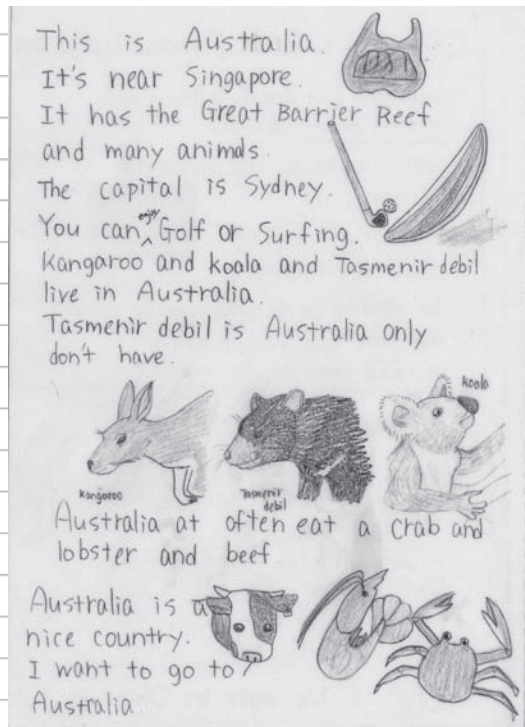 This is Australia.
It's near Singapore.
It has the Great Barrier Reef
and many animals.
The capital is Sydney.
You can enjoy Golf or Surfing.
Kangaroo and koala and Tasmenir debil
live in Australia.
Tasmenir debil is Australia only
don't have.
koala
kangaroo
Tasmenir
debil
Australia at often eat a crab and
lobster and beef
Australia is a
nice country.
I want to go to
Australia.